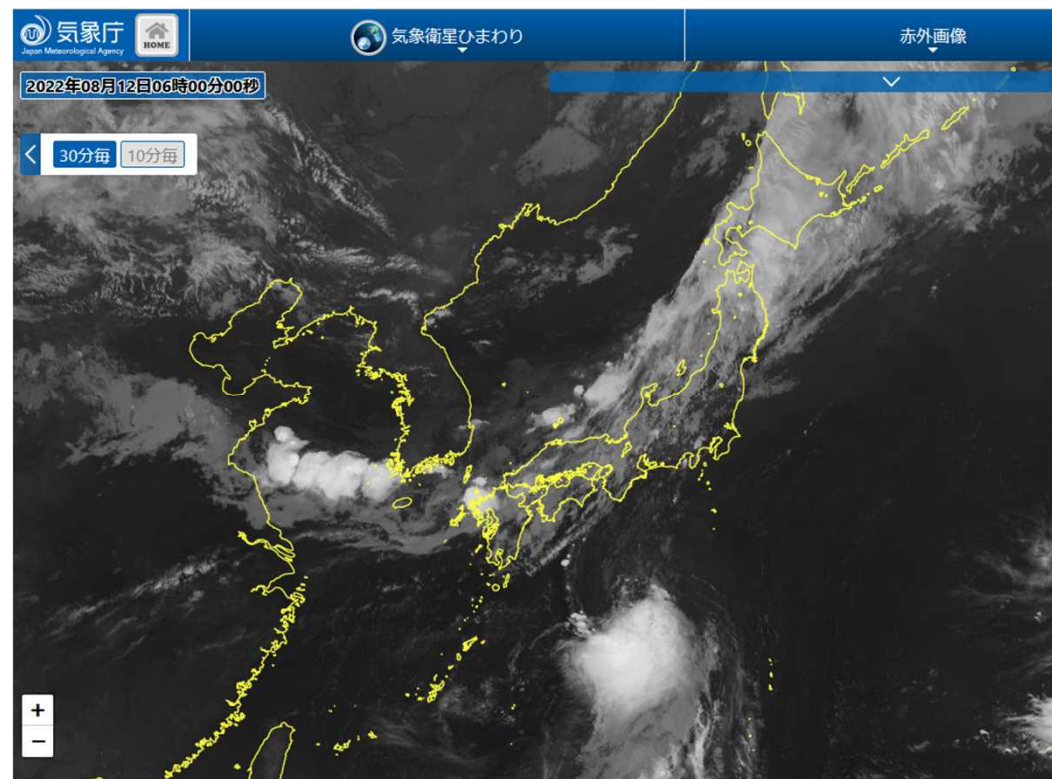 気象庁
Japan Meteorological Agency
HOME
気象衛星ひまわり
赤外画像
2022年08月12日06時00分00秒
30分毎
10分毎
+
−